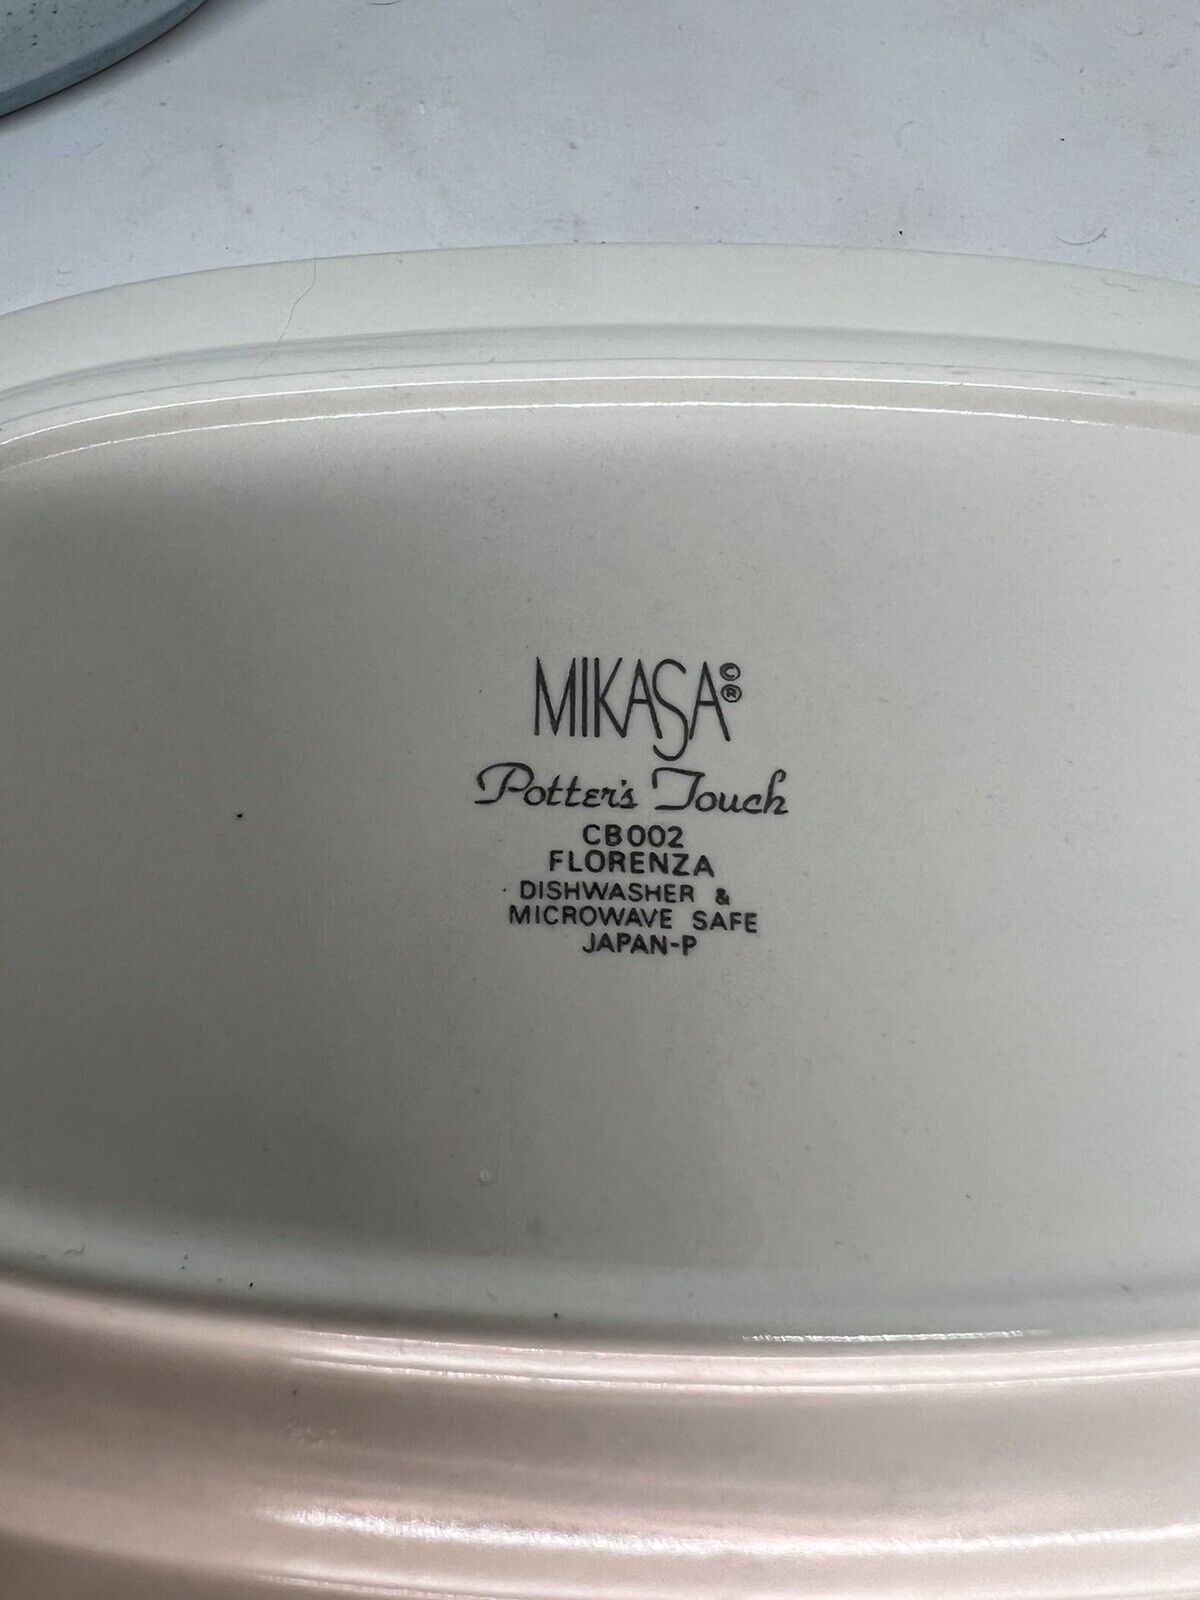 MIKASA©®
Potter's Touch
CB002
FLORENZA
DISHWASHER &
MICROWAVE SAFE
JAPAN-P